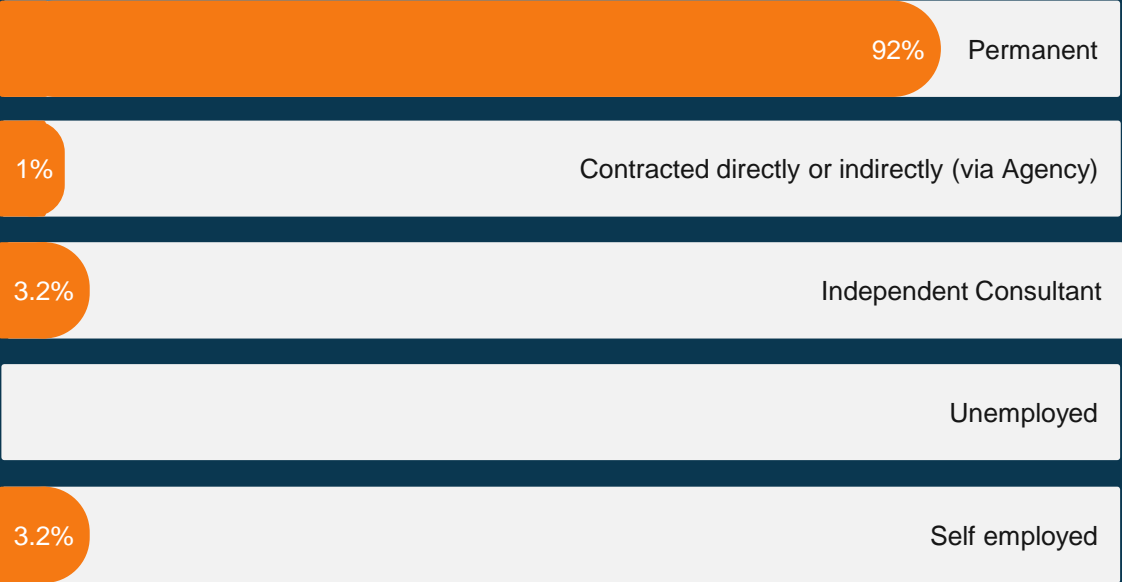 92% Permanent
1% Contracted directly or indirectly (via Agency)
3.2% Independent Consultant
Unemployed
3.2% Self employed